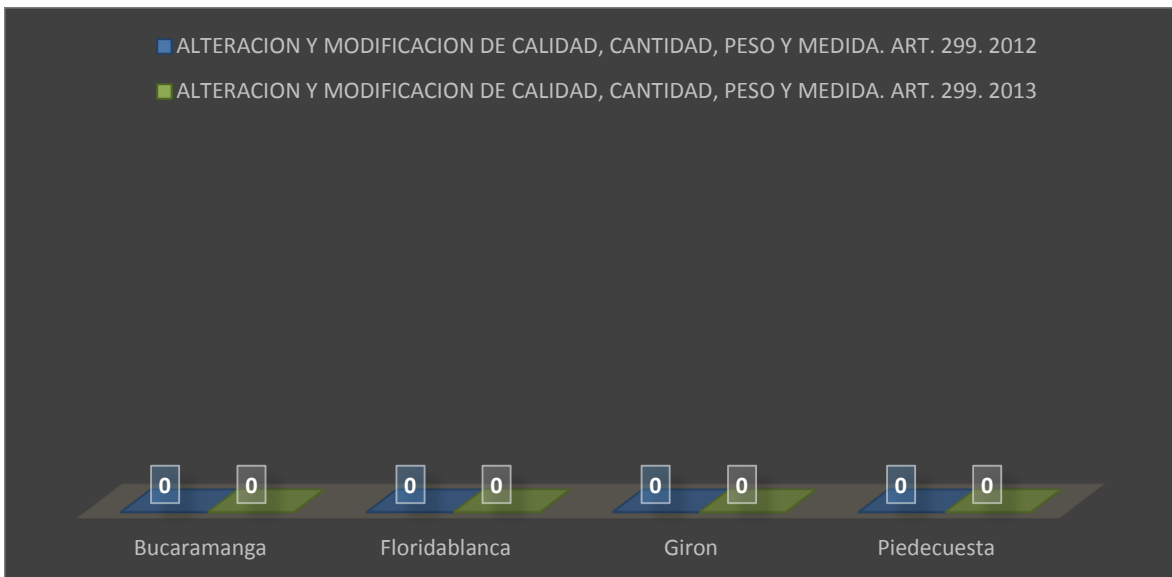 ALTERACION Y MODIFICACION DE CALIDAD, CANTIDAD, PESO Y MEDIDA. ART. 299. 2012
ALTERACION Y MODIFICACION DE CALIDAD, CANTIDAD, PESO Y MEDIDA. ART. 299. 2013
0 0 0 0 0 0 0 0
Bucaramanga Floridablanca Giron Piedecuesta